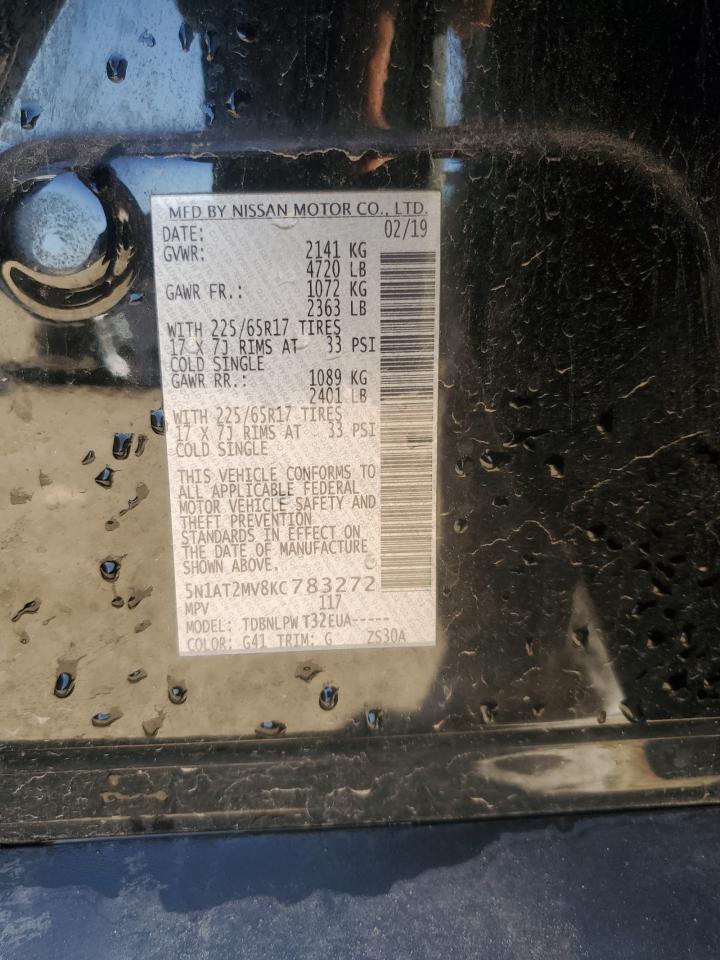 MFD BY NISSAN MOTOR CO., LTD.
DATE: 02/19
GVWR: 2141 KG
4720 LB
GAWR FR.: 1072 KG
2363 LB
WITH 225/65R17 TIRES
17 X 7J RIMS AT 33 PSI
COLD SINGLE
GAWR RR.: 1089 KG
2401 LB
WITH 225/65R17 TIRES
17 X 7J RIMS AT 33 PSI
COLD SINGLE
THIS VEHICLE CONFORMS TO
ALL APPLICABLE FEDERAL
MOTOR VEHICLE SAFETY AND
THEFT PREVENTION
STANDARDS IN EFFECT ON
THE DATE OF MANUFACTURE
SHOWN ABOVE.
5N1AT2MV8KC783272
MPV 117
MODEL: TDBNLPW T32EUA-----
COLOR: G41 TRIM: G ZS30A